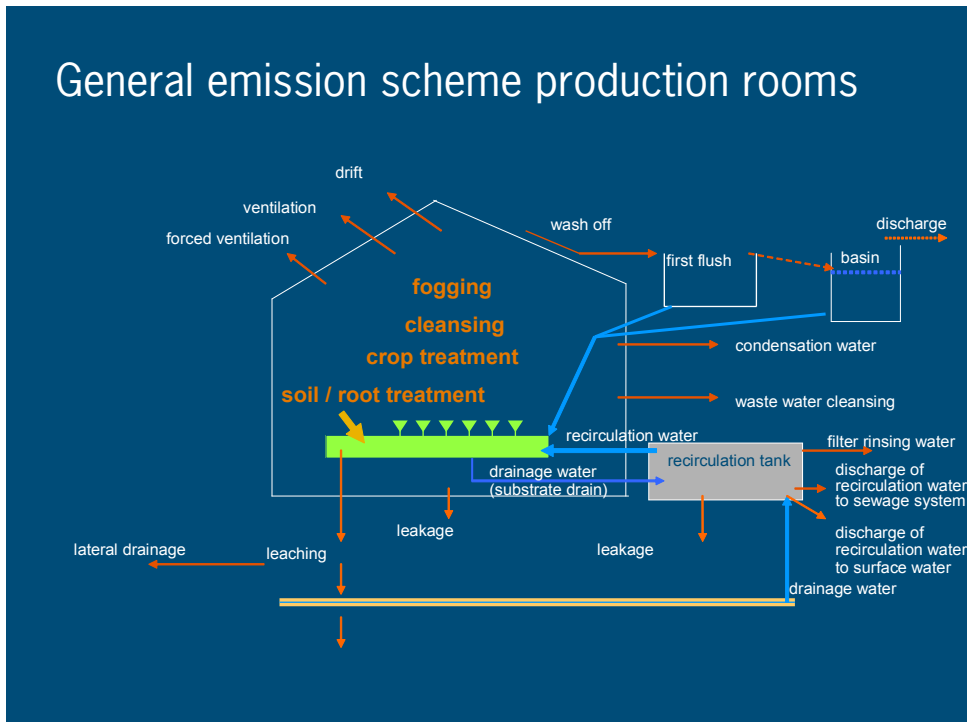 General emission scheme production rooms
drift
ventilation
forced ventilation
wash off
discharge
first flush
basin
fogging
cleansing
crop treatment
soil / root treatment
condensation water
waste water cleansing
recirculation water
filter rinsing water
recirculation tank
drainage water
(substrate drain)
discharge of
recirculation water
to sewage system
leakage
leakage
discharge of
recirculation water
to surface water
lateral drainage
leaching
drainage water